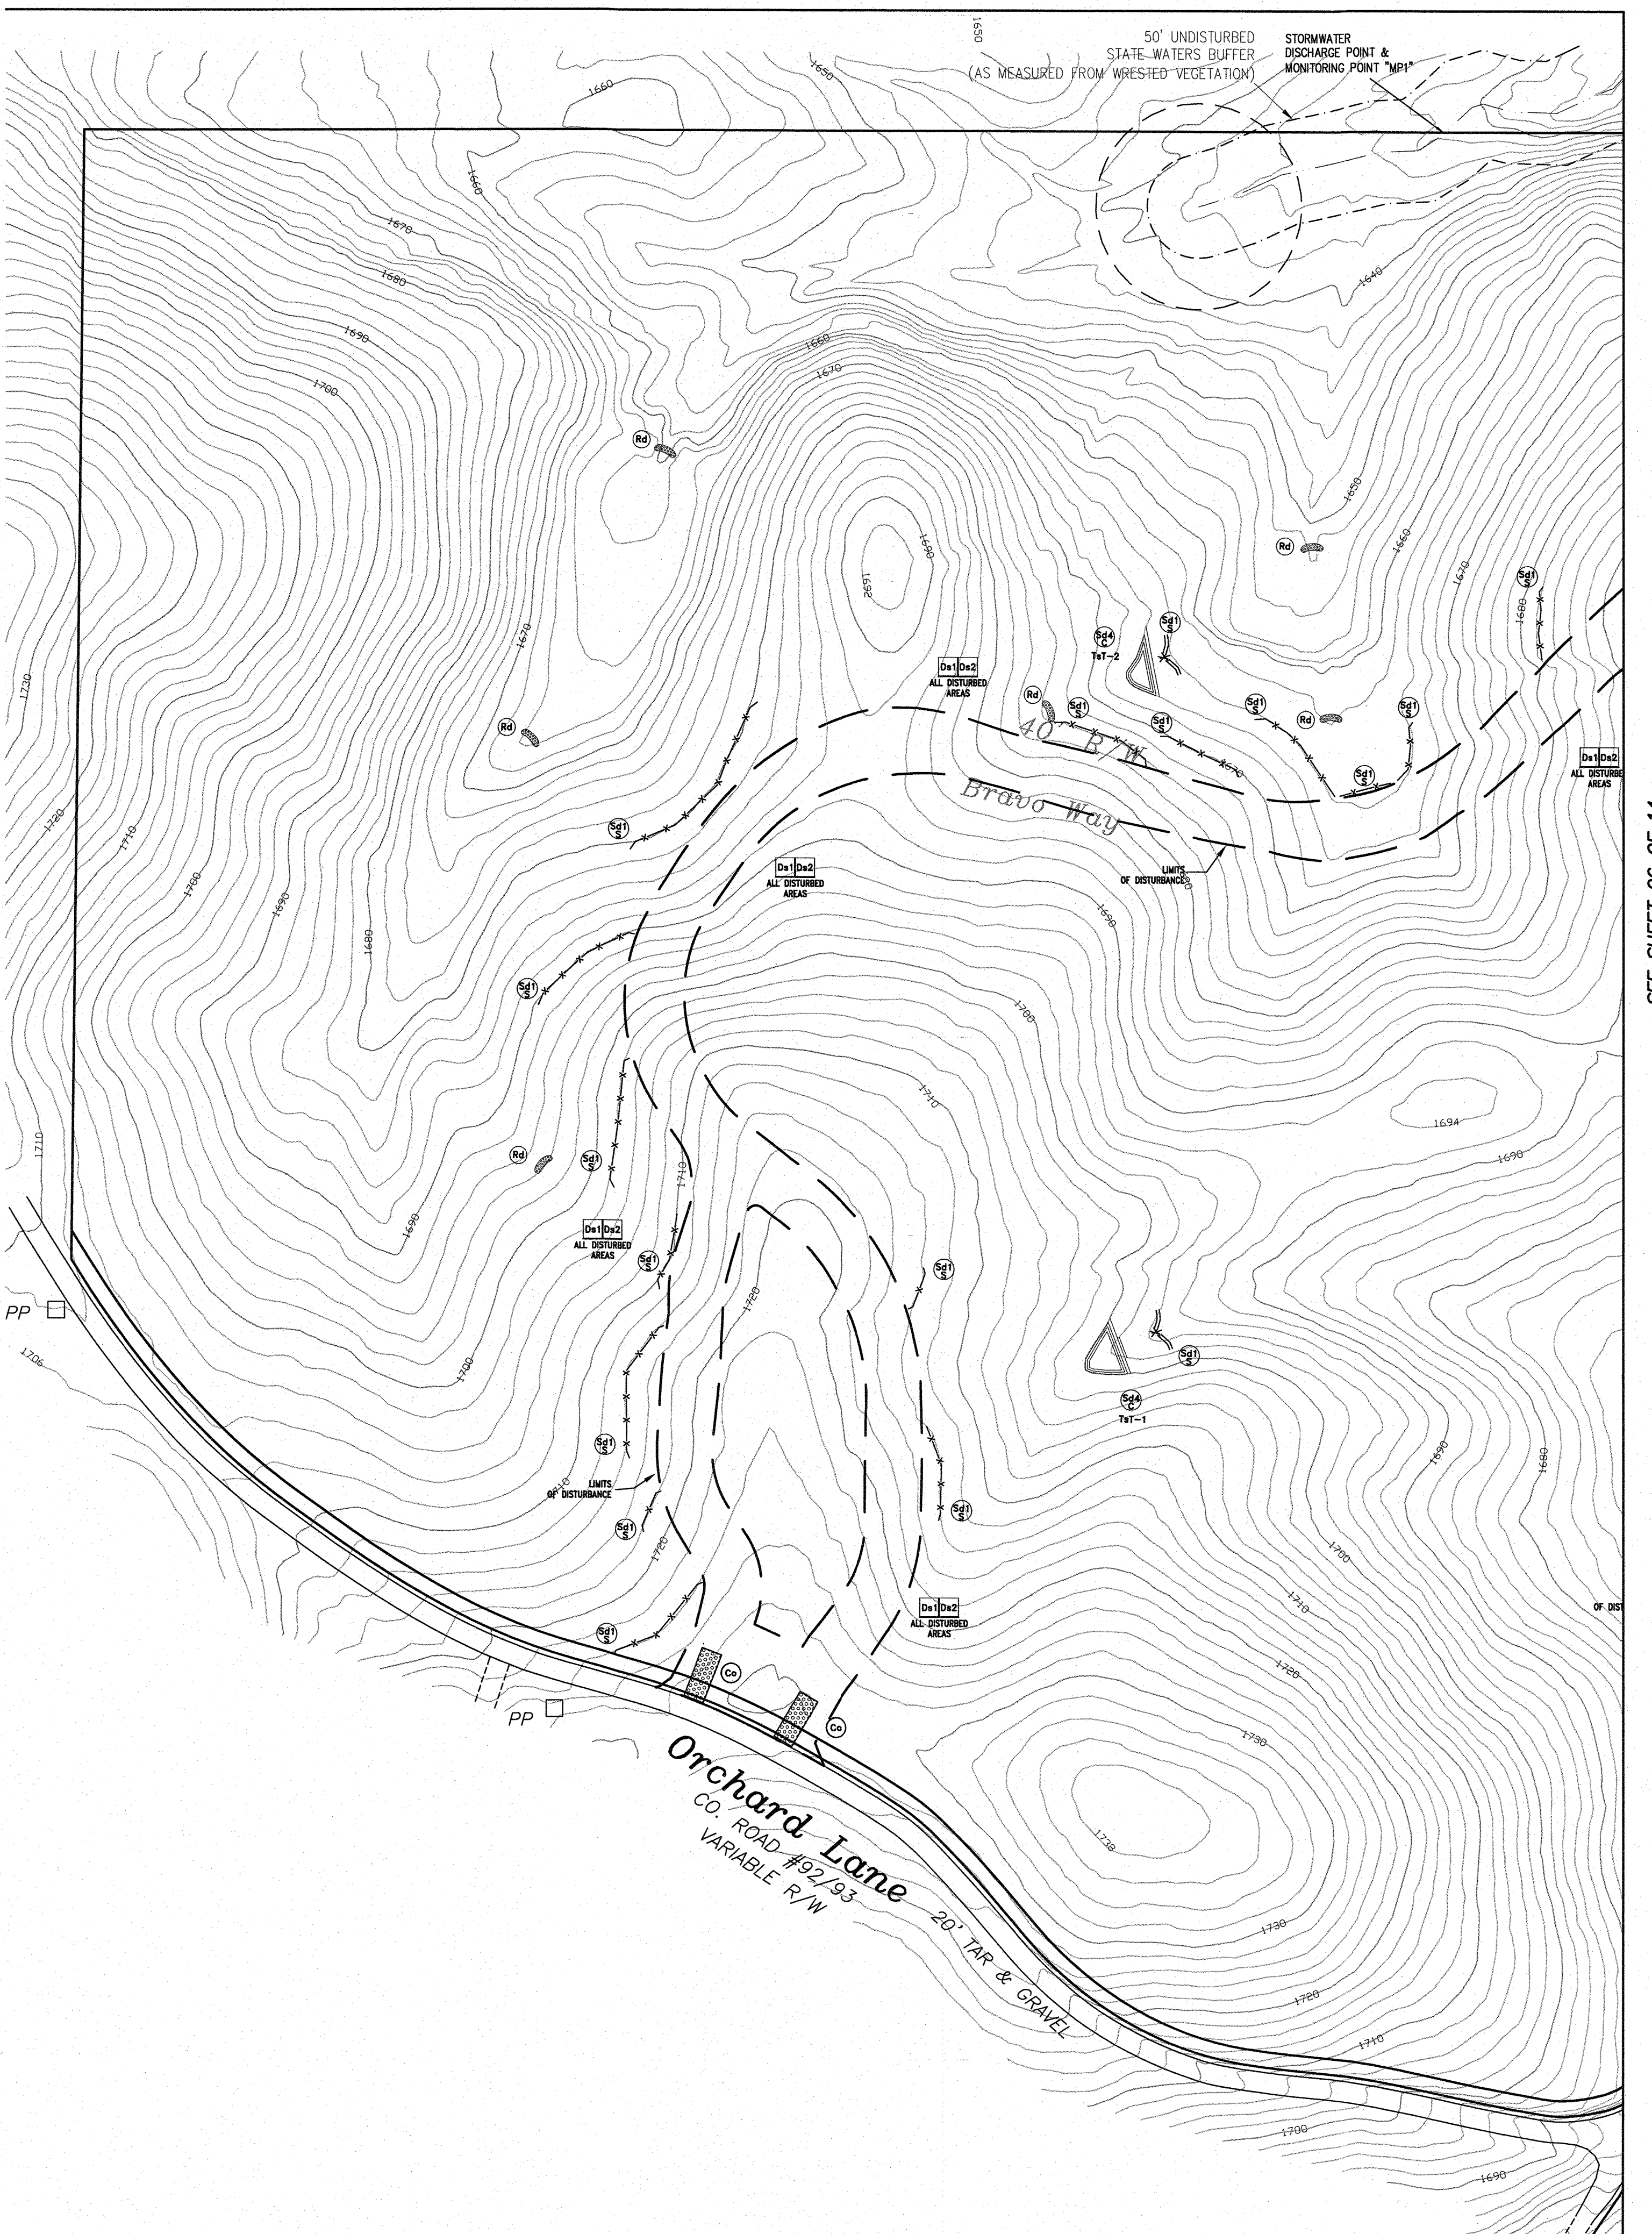 1650
50' UNDISTURBED
STATE WATERS BUFFER
(AS MEASURED FROM WRESTED VEGETATION)
STORMWATER
DISCHARGE POINT &
MONITORING POINT "MP1"
1650
1660
1660
1670
1680
1640
1690
1660
1670
1700
Rd
1650
1690
1660
Rd
1670
1692
Sd1
S
1680
Sd1
S
Sd4
C
TsT-2
1670
Ds1 Ds2
ALL DISTURBED
AREAS
1730
Rd
Sd1
S
Sd1
S
Sd1
S
Rd
Sd1
S
Rd
40' R/W
Ds1 Ds2
AREAS
1670
Sd1
S
Bravo Way
1720
1710
Sd1
S
Ds1 Ds2
ALL DISTURBED
AREAS
LIMITS
OF DISTURBANCE
1700
1690
1690
1680
Sd1
S
1700
1710
1694
1710
Rd
Sd1
S
1710
1690
1690
Ds1 Ds2
ALL DISTURBED
AREAS
Sd1
S
Sd1
S
1720
PP
1706
1700
Sd1
S
Sd4
C
TsT-1
Sd1
S
1690
1680
1710
LIMITS
OF DISTURBANCE
Sd1
S
Sd1
S
1720
1700
1710
Ds1 Ds2
ALL DISTURBED
AREAS
Sd1
S
Co
1720
PP
Co
1730
Orchard Lane
CO. ROAD #92/93
VARIABLE R/W
20' TAR & GRAVEL
1738
1730
1720
1710
1700
1690